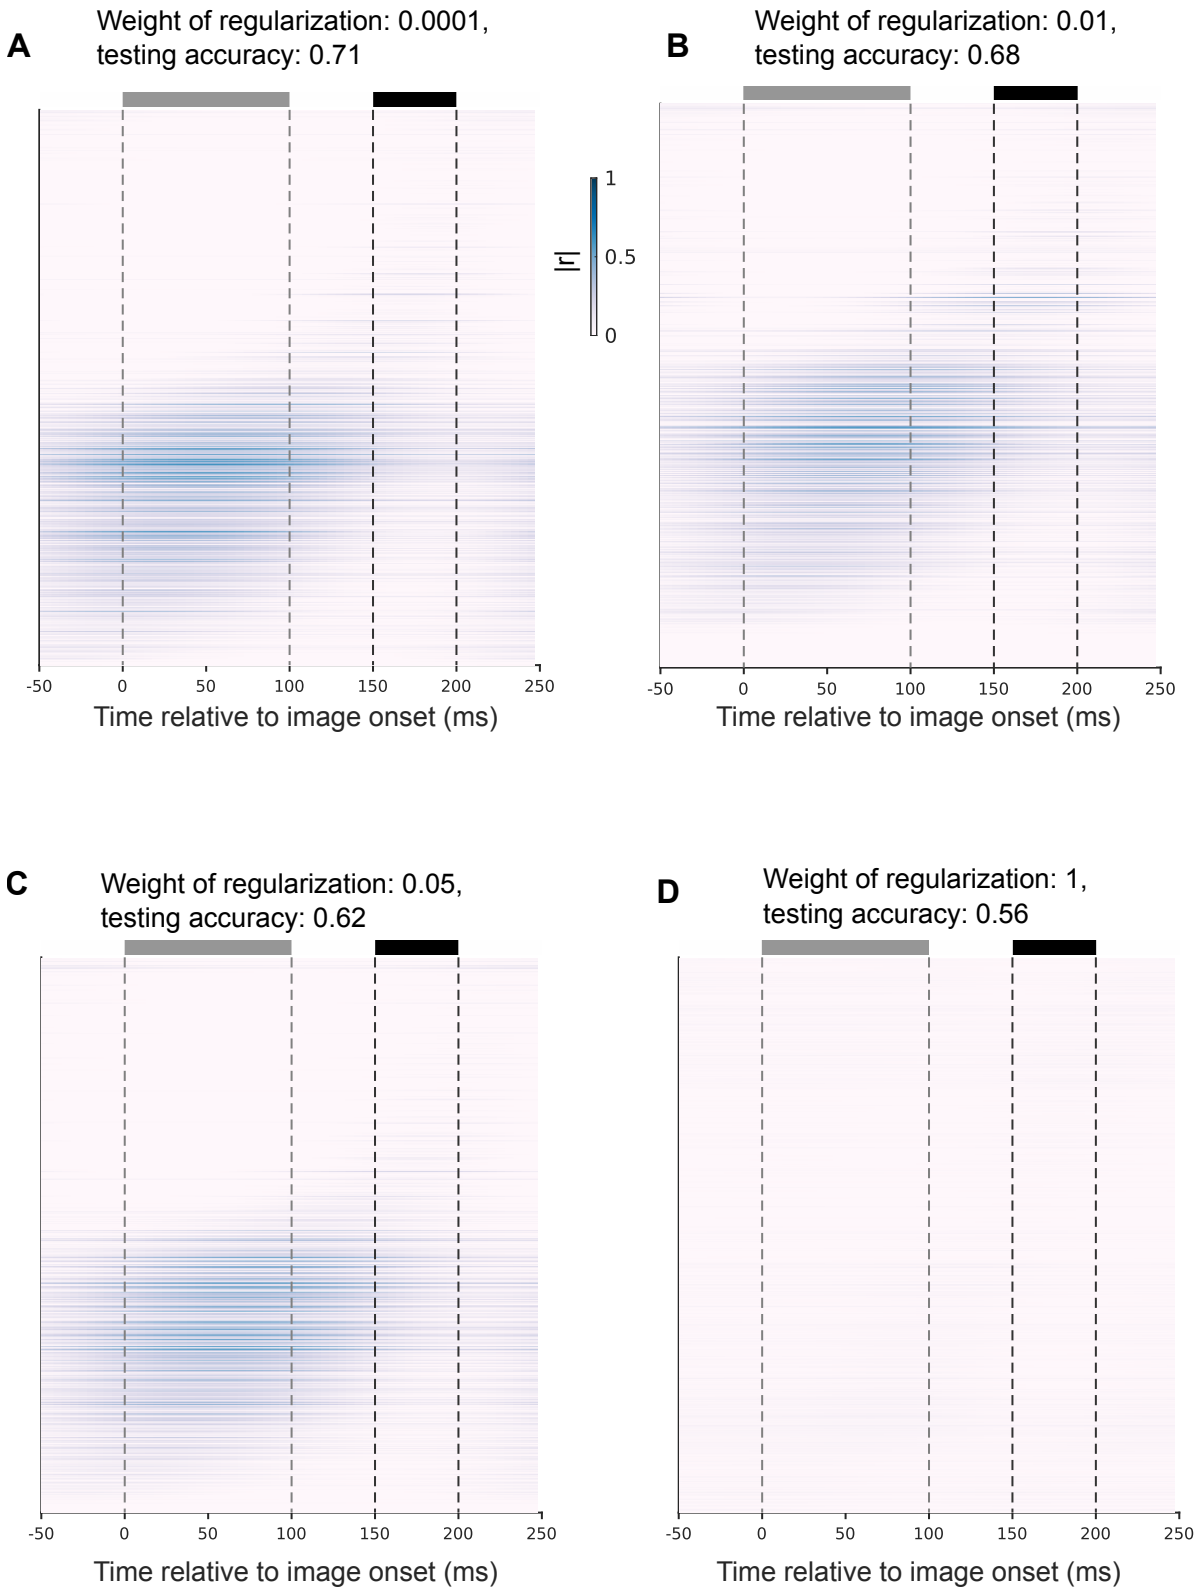 A
Weight of regularization: 0.0001,
testing accuracy: 0.71
B
Weight of regularization: 0.01,
testing accuracy: 0.68
|r|
1
0.5
0
-50 0 50 100 150 200 250
Time relative to image onset (ms)
-50 0 50 100 150 200 250
Time relative to image onset (ms)
C
Weight of regularization: 0.05,
testing accuracy: 0.62
D
Weight of regularization: 1,
testing accuracy: 0.56
-50 0 50 100 150 200 250
Time relative to image onset (ms)
-50 0 50 100 150 200 250
Time relative to image onset (ms)